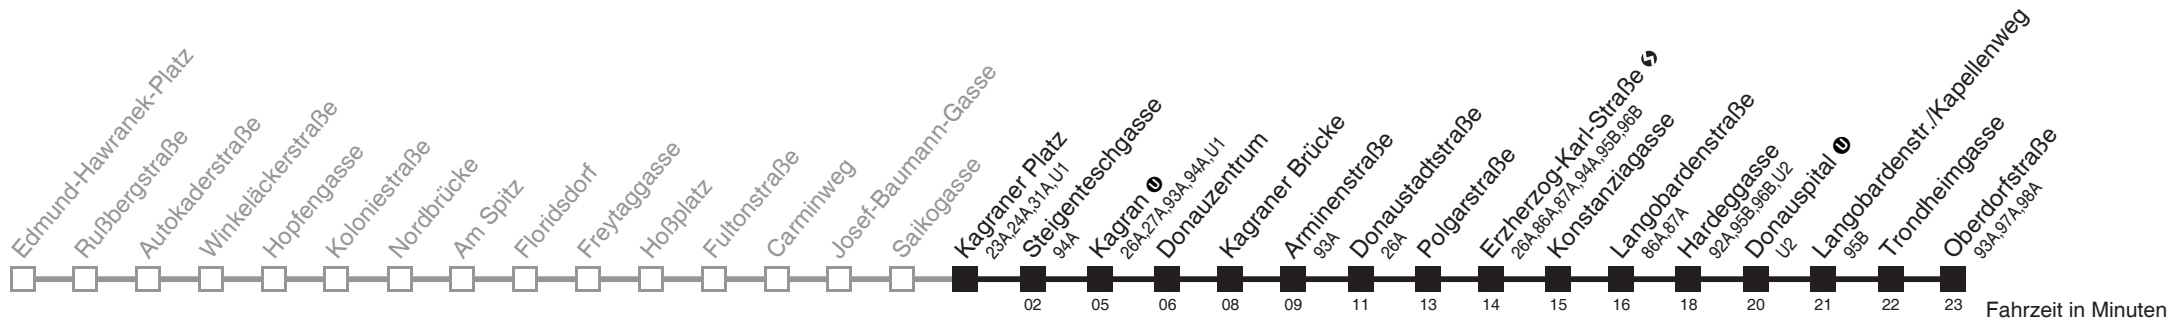 Edmund-Hawranek-Platz
Rußbergstraße
Autokaderstraße
Winkeläckerstraße
Hopfengasse
Koloniestraße
Nordbrücke
Am Spitz
Floridsdorf
Freytaggasse
Hoßplatz
Fultonstraße
Carminweg
Josef-Baumann-Gasse
Saikogasse
Kagraner Platz
23A,24A,31A,U1
Steigenteschgasse
94A
Kagran U
26A,27A,93A,94A,U1
Donauzentrum
Kagraner Brücke
Arminenstraße
93A
Donaustadtstraße
26A
Polgarstraße
Erzherzog-Karl-Straße
26A,86A,87A,94A,95B,96B
Konstanziagasse
Langobardenstraße
86A,87A
Hardeggasse
92A,95B,96B,U2
Donauspital U
U2
Langobardenstr./Kapellenweg
95B
Trondheimgasse
Oberdorfstraße
93A,97A,98A
02 05 06 08 09 11 13 14 15 16 18 20 21 22 23 Fahrzeit in Minuten